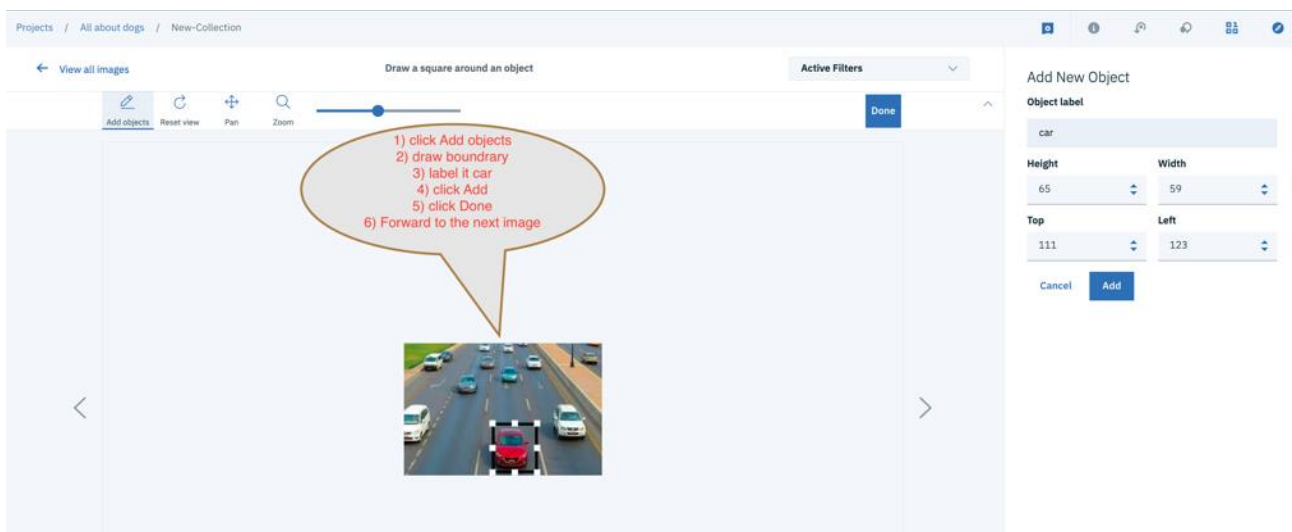 Projects / All about dogs / New-Collection
← View all images
Draw a square around an object
Active Filters
Add objects
Reset view
Pan
Zoom
Done
1) click Add objects
2) draw boundrary
3) label it car
4) click Add
5) click Done
6) Forward to the next image
Add New Object
Object label
car
Height Width
65 59
Top Left
111 123
Cancel Add